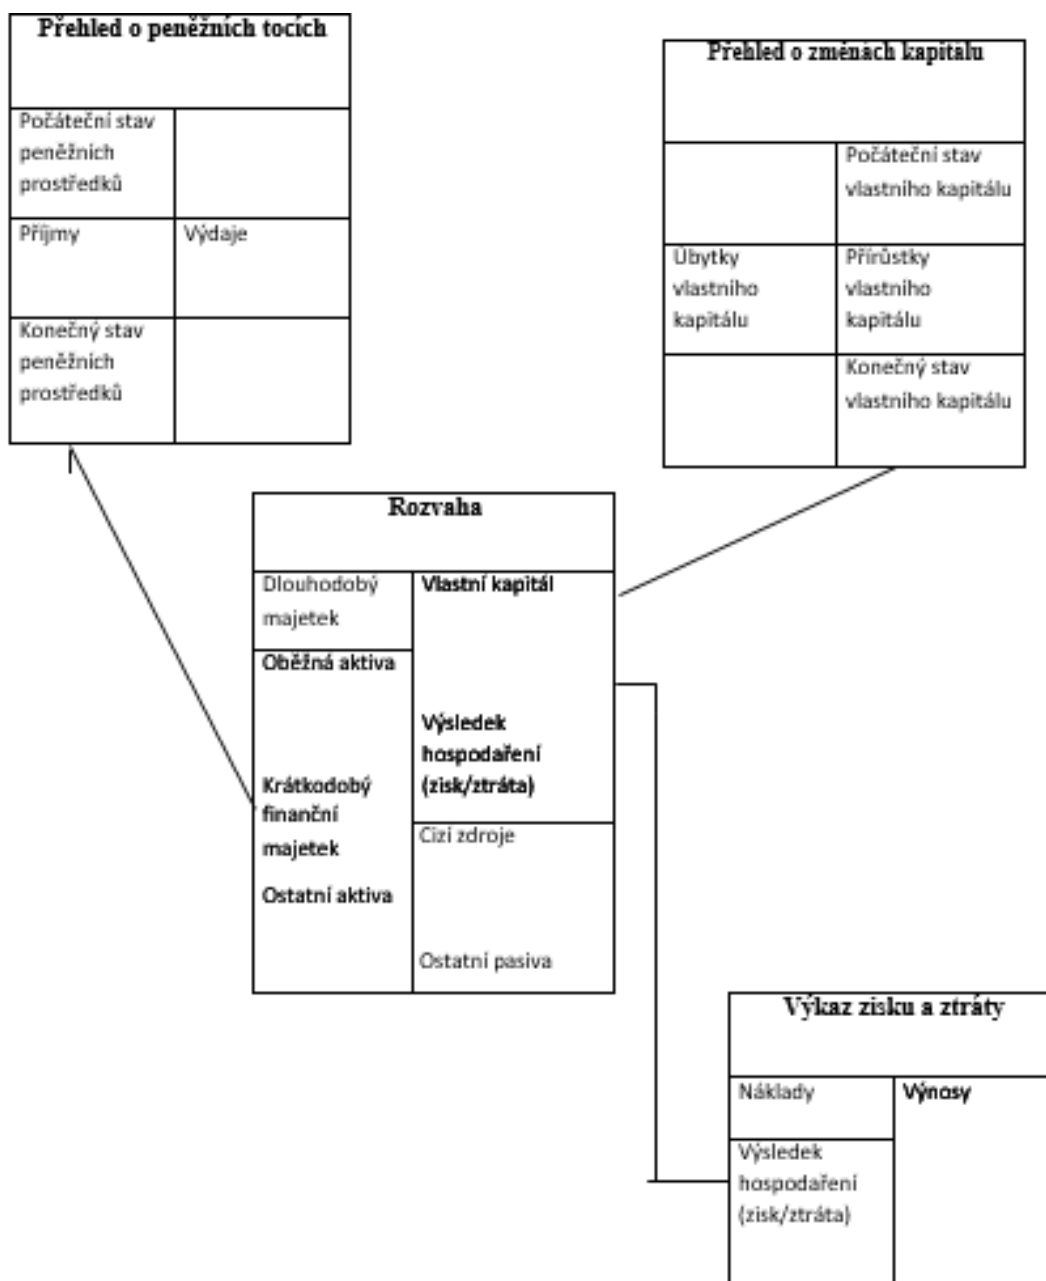 Přehled o peněžních tocích
Počáteční stav
peněžních
prostředků
Příjmy
Výdaje
Konečný stav
peněžních
prostředků
Přehled o změnách kapitálu
Počáteční stav
vlastního kapitálu
Úbytky
vlastního
kapitálu
Přírůstky
vlastního
kapitálu
Konečný stav
vlastního kapitálu
Rozvaha
Dlouhodobý
majetek
Vlastní kapitál
Oběžná aktiva
Výsledek
hospodaření
(zisk/ztráta)
Krátkodobý
finanční
majetek
Cizí zdroje
Ostatní aktiva
Ostatní pasiva
Výkaz zisku a ztráty
Náklady
Výnosy
Výsledek
hospodaření
(zisk/ztráta)